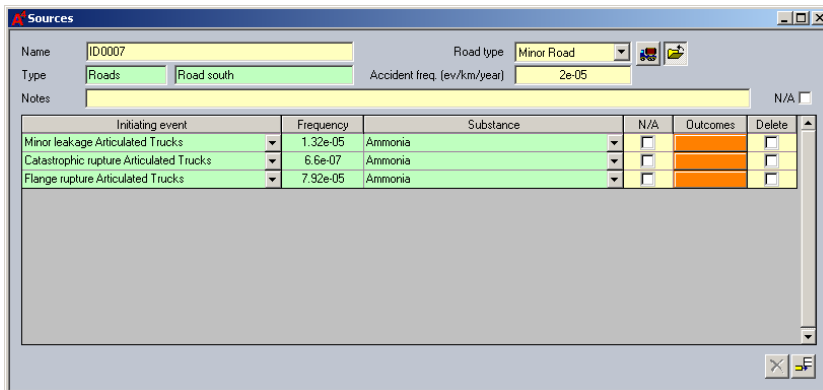 Sources
Name ID0007 Road type Minor Road
Type Roads Road south Accident freq. (ev/km/year) 2e-05
Notes N/A
Initiating event Frequency Substance N/A Outcomes Delete
Minor leakage Articulated Trucks 1.32e-05 Ammonia
Catastrophic rupture Articulated Trucks 6.6e-07 Ammonia
Flange rupture Articulated Trucks 7.92e-05 Ammonia